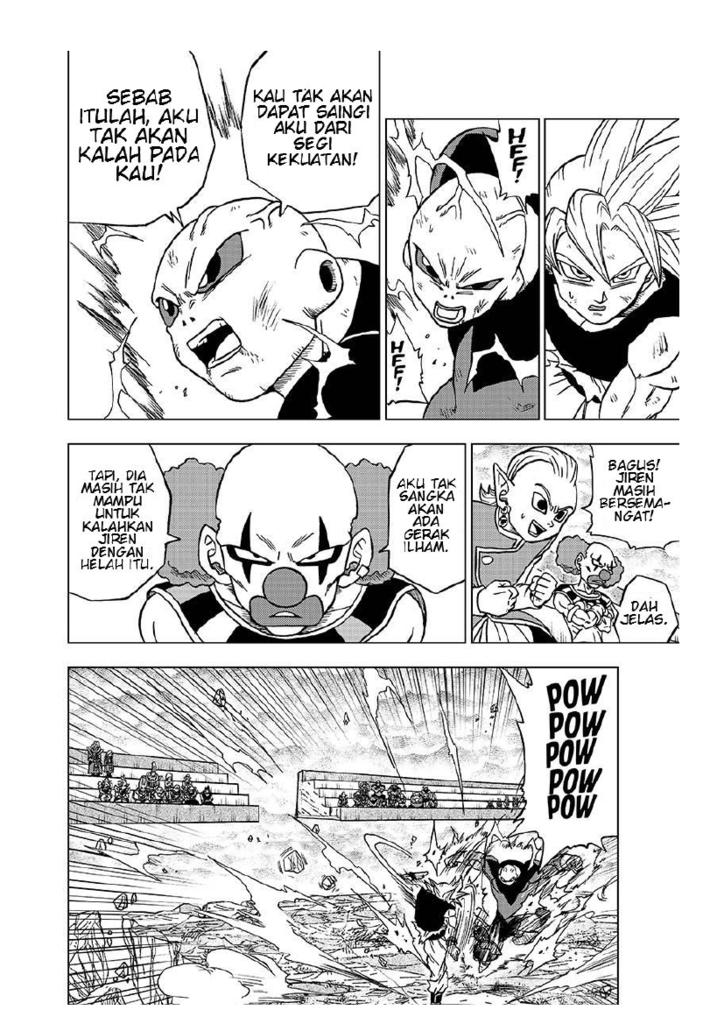 HFF!
HFF!
KAU TAK AKAN
DAPAT SAINGI
AKU DARI
SEGI
KEKUATAN!
SEBAB
ITULAH, AKU
TAK AKAN
KALAH PADA
KAU!
BAGUS!
JIREN
MASIH
BERSEMA-
NGAT!
DAH
JELAS.
AKU TAK
SANGKA
AKAN
ADA
GERAK
ILHAM.
TAPI, DIA
MASIH TAK
MAMPU
UNTUK
KALAHKAN
JIREN
DENGAN
HELAH ITU.
POW
POW
POW
POW
POW